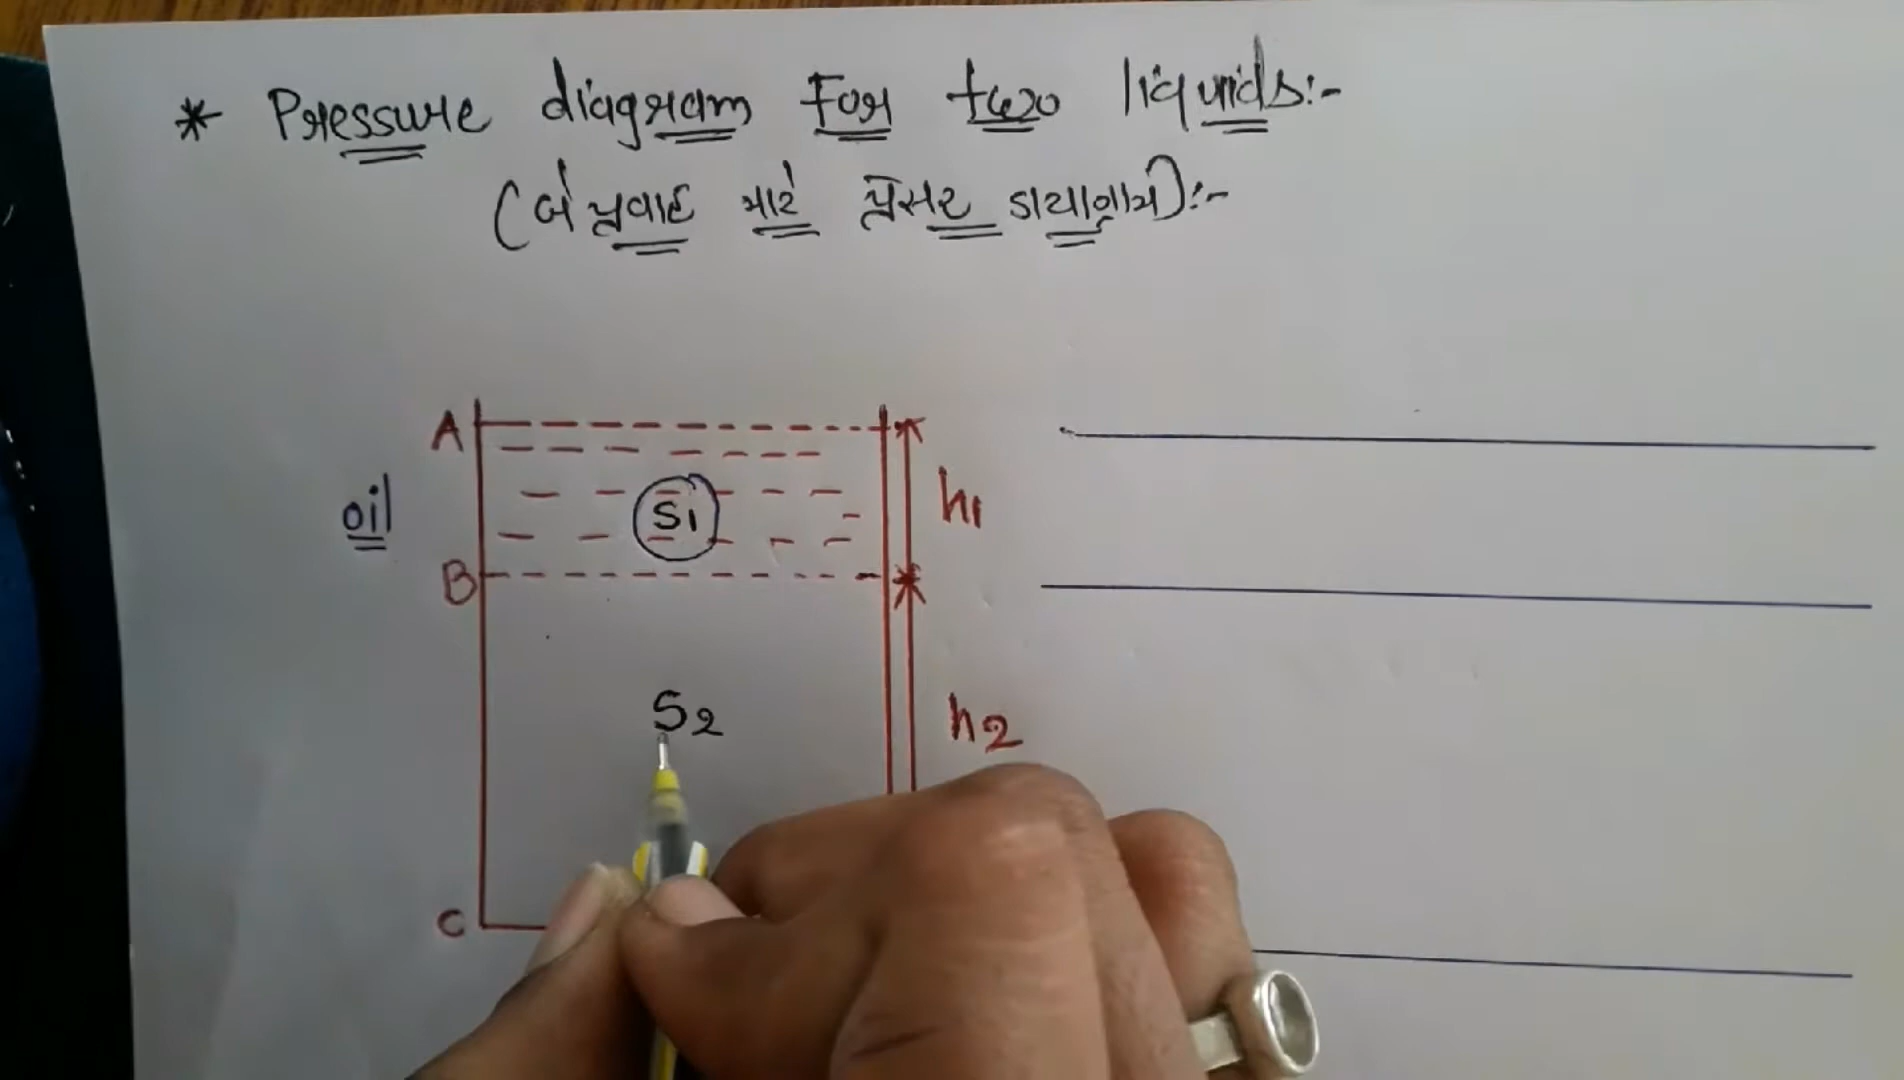 * Pressure diagram For two liquids:-
(બે પ્રવાહ માટે પ્રેસર ડાયાગ્રામ):-
A
oil
S1
h1
B
S2
h2
C